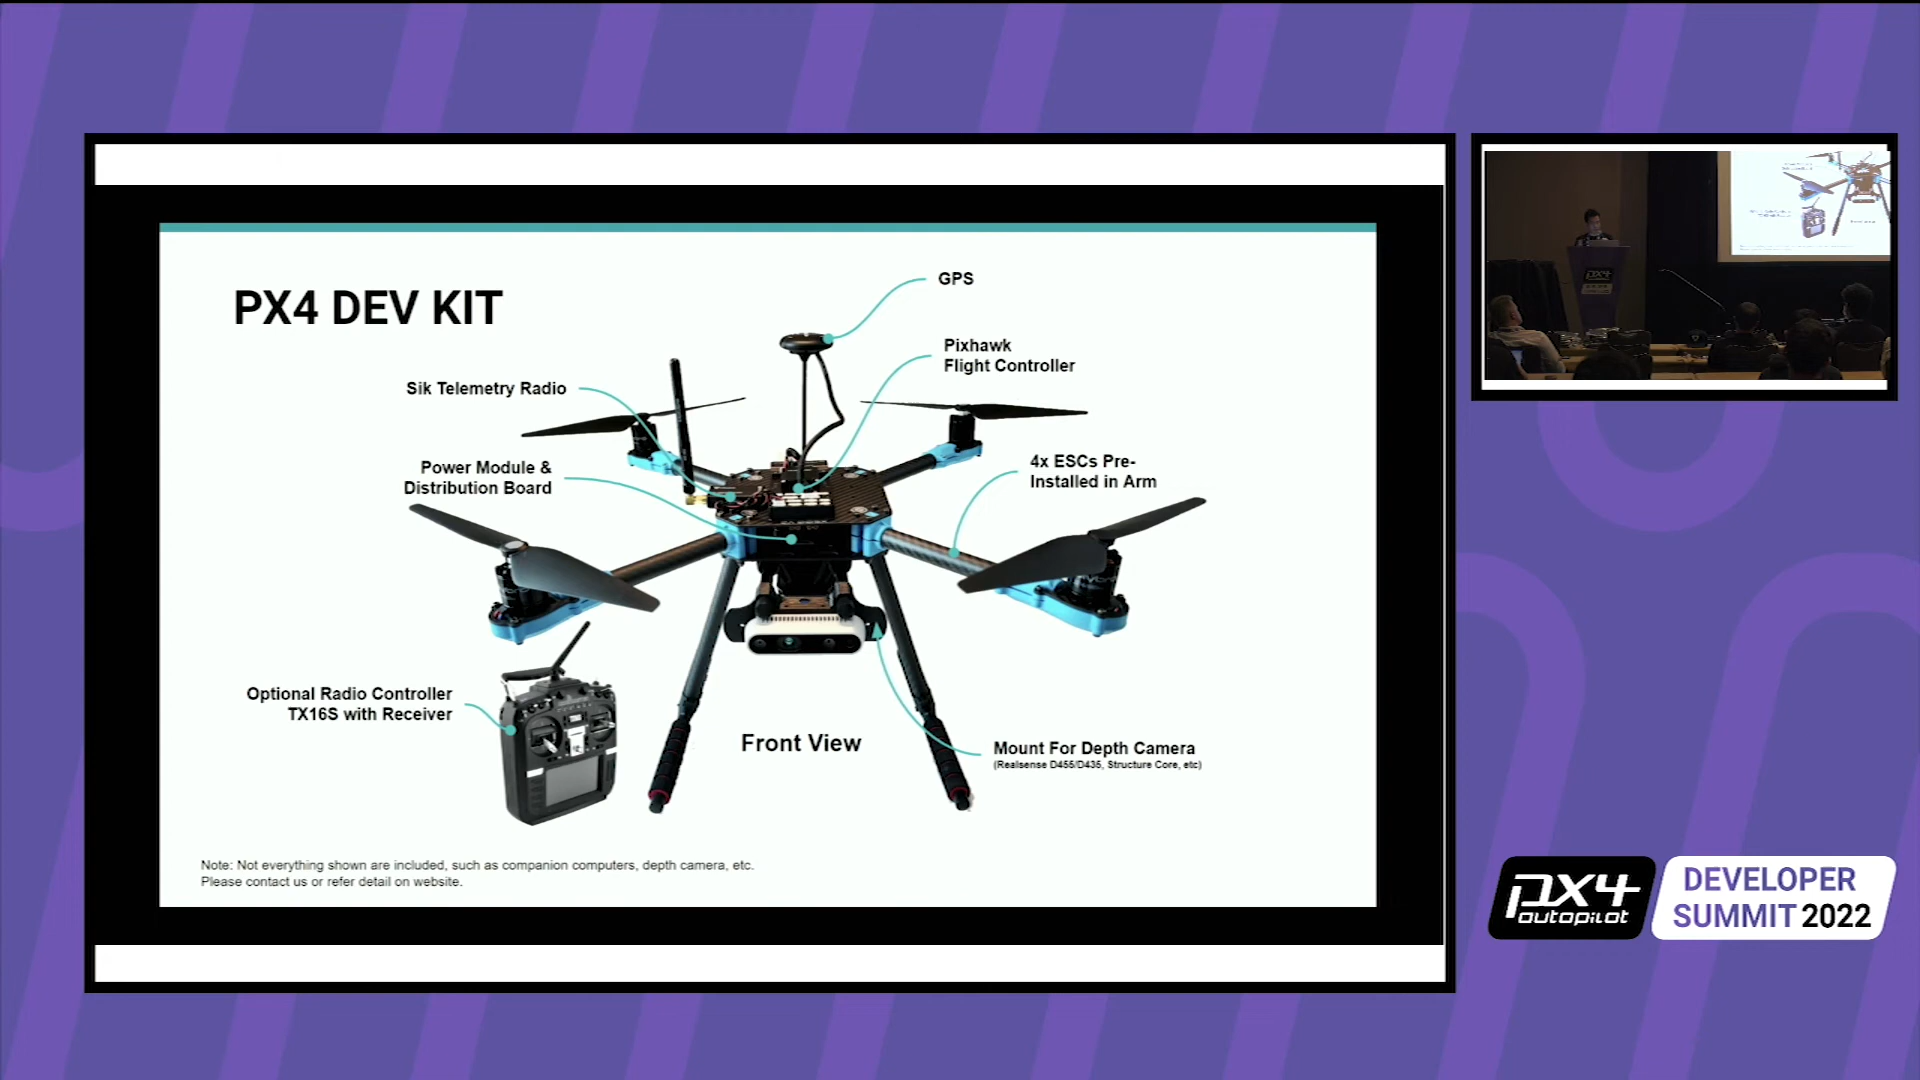 PX4 DEV KIT
GPS
Pixhawk
Flight Controller
Sik Telemetry Radio
Power Module &
Distribution Board
4x ESCs Pre-
Installed in Arm
Optional Radio Controller
TX16S with Receiver
Front View
Mount For Depth Camera
(Realsense D455/D435, Structure Core, etc)
Note: Not everything shown are included, such as companion computers, depth camera, etc.
Please contact us or refer detail on website.
PX4
PX4
autopilot
DEVELOPER
SUMMIT 2022